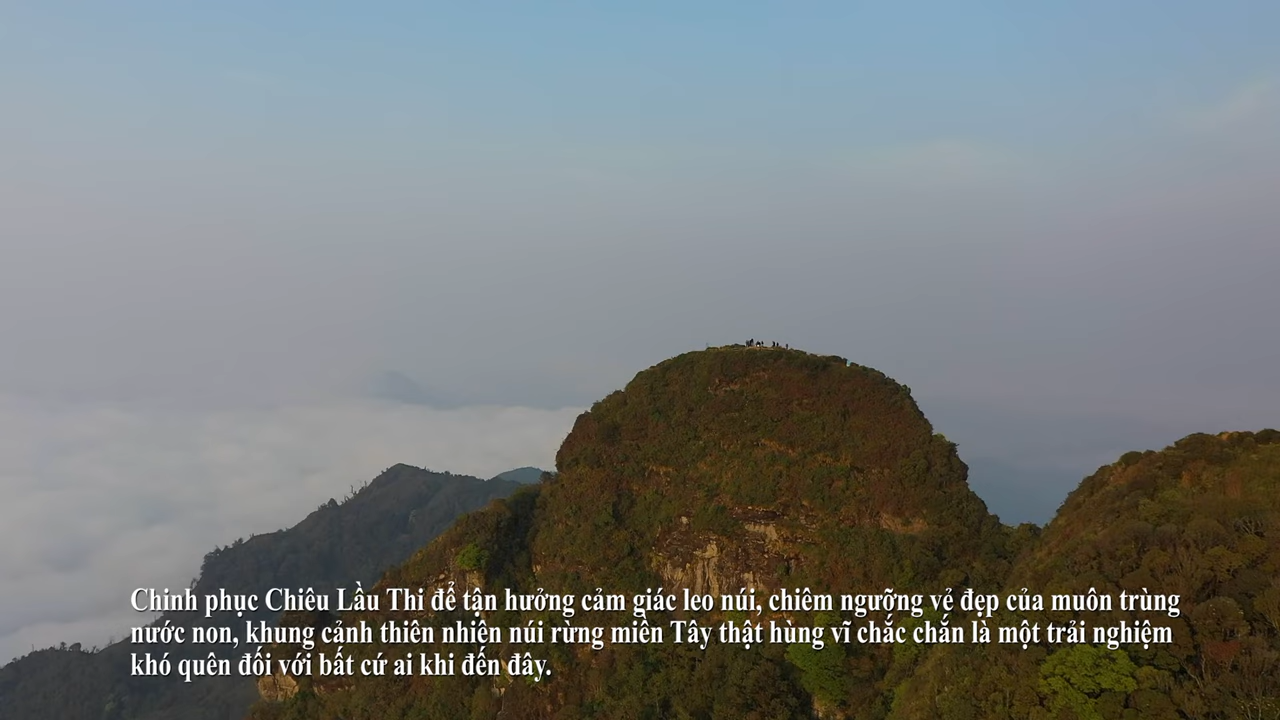 Chinh phục Chiêu Lầu Thi để tận hưởng cảm giác leo núi, chiêm ngưỡng vẻ đẹp của muôn trùng
nước non, khung cảnh thiên nhiên núi rừng miền Tây thật hùng vĩ chắc chắn là một trải nghiệm
khó quên đối với bất cứ ai khi đến đây.